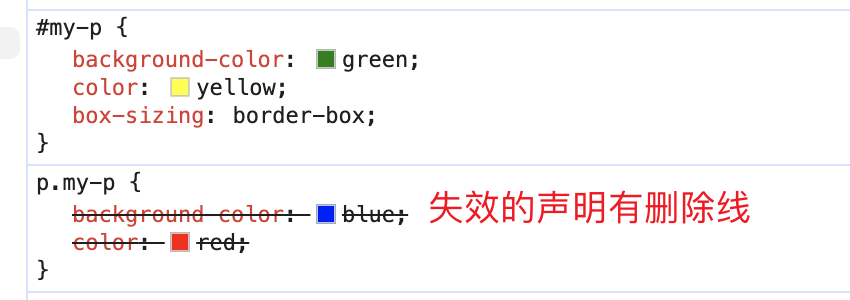 #my-p {
background-color: green;
color: yellow;
box-sizing: border-box;
}
p.my-p {
background-color: blue; 失效的声明有删除线
color: red;
}